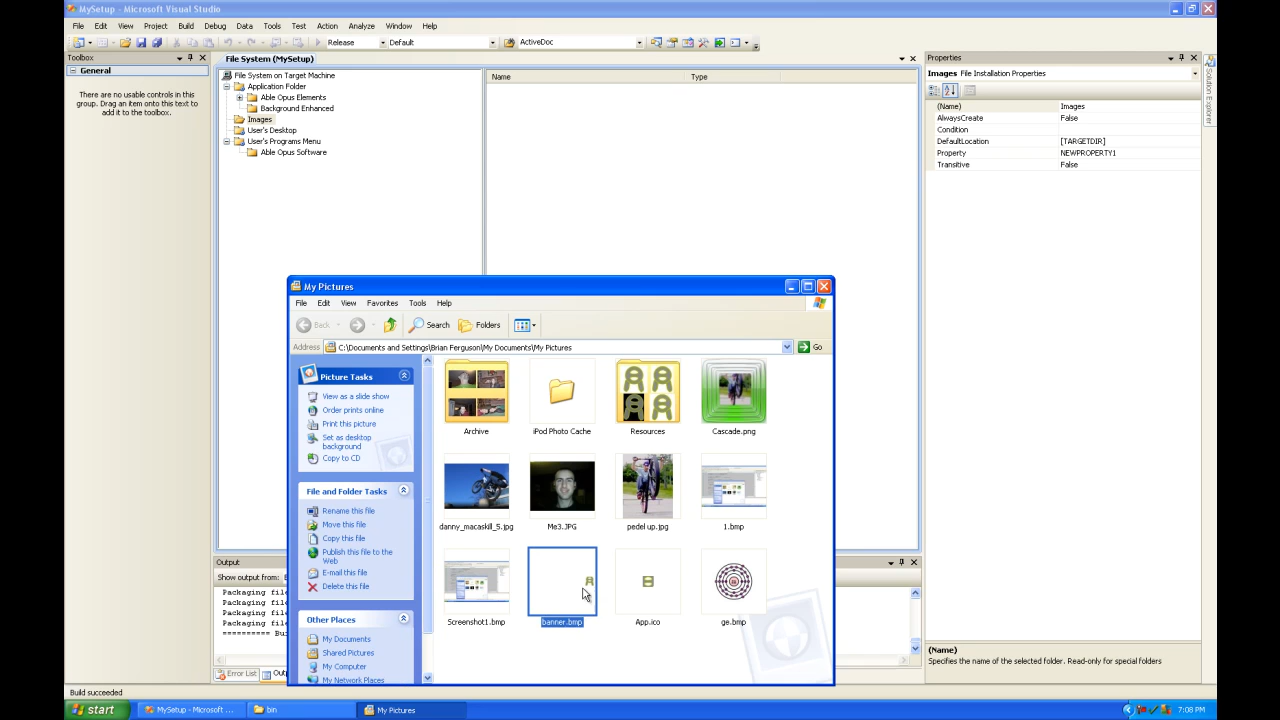 MySetup - Microsoft Visual Studio
File Edit View Project Build Debug Data Tools Test Action Analyze Window Help
Release Default ActiveDoc
Toolbox
General
There are no usable controls in this
group. Drag an item onto this text to
add it to the toolbox.
File System (MySetup)
File System on Target Machine
Application Folder
Able Opus Elements
Background Enhanced
Images
User's Desktop
User's Programs Menu
Able Opus Software
Name Type
Properties
Images File Installation Properties
(Name) Images
AlwaysCreate False
Condition
DefaultLocation [TARGETDIR]
Property NEWPROPERTY1
Transitive False
Solution Explorer
My Pictures
File Edit View Favorites Tools Help
Back Search Folders
Address C:\Documents and Settings\Brian Ferguson\My Documents\My Pictures Go
Picture Tasks
View as a slide show
Order prints online
Print this picture
Set as desktop
background
Copy to CD
File and Folder Tasks
Rename this file
Move this file
Copy this file
Publish this file to the
Web
E-mail this file
Delete this file
Other Places
My Documents
Shared Pictures
My Computer
My Network Places
Archive iPod Photo Cache Resources Cascade.png
danny_macaskill_5.jpg Me3.JPG pedel up.jpg 1.bmp
Screenshot1.bmp banner.bmp App.ico ge.bmp
Output
Show output from:
Packaging file
Packaging file
Packaging file
Packaging file
========== Bu
Error List Outp
(Name)
Specifies the name of the selected folder. Read-only for special folders
Build succeeded
start MySetup - Microsoft ... bin My Pictures 7:08 PM